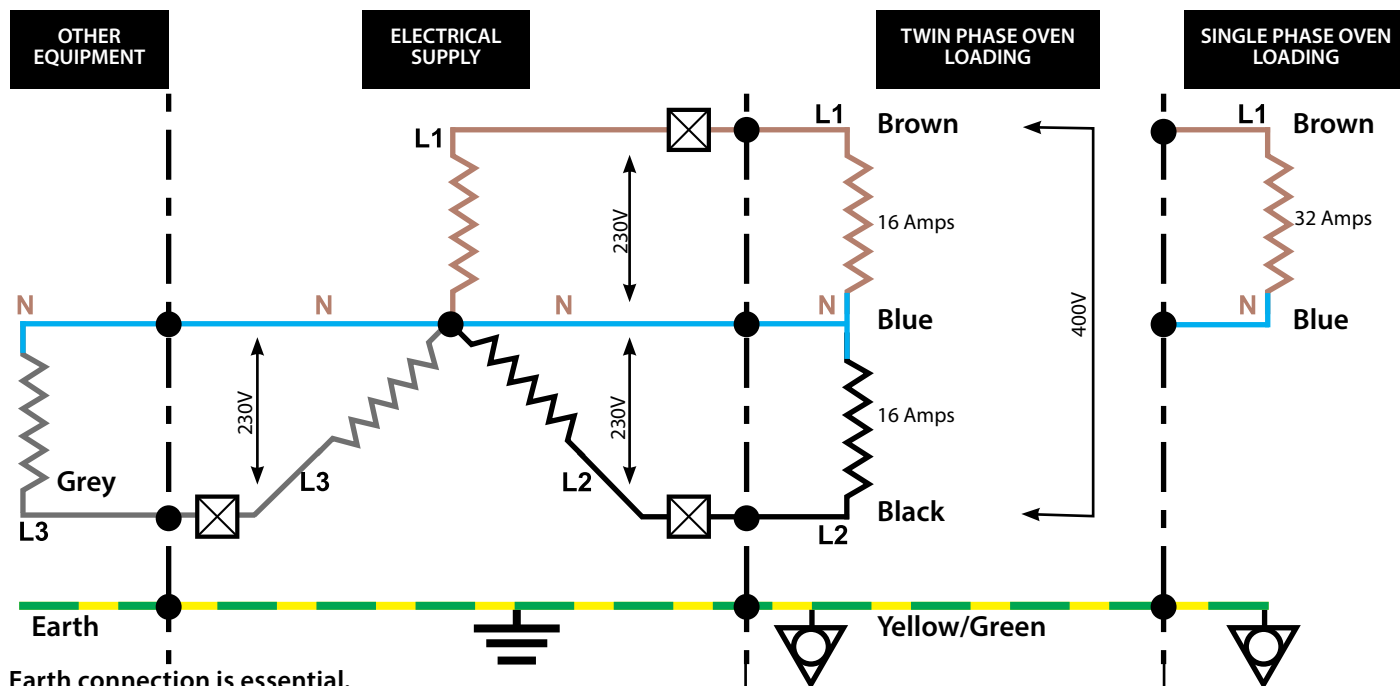 OTHER
EQUIPMENT
ELECTRICAL
SUPPLY
TWIN PHASE OVEN
LOADING
SINGLE PHASE OVEN
LOADING
L1
L1
Brown
L1
Brown
230V
16 Amps
32 Amps
N
N
N
N
Blue
400V
N
Blue
230V
230V
16 Amps
Grey
L3
L2
L3
Black
L2
Earth
Yellow/Green
Earth connection is essential.